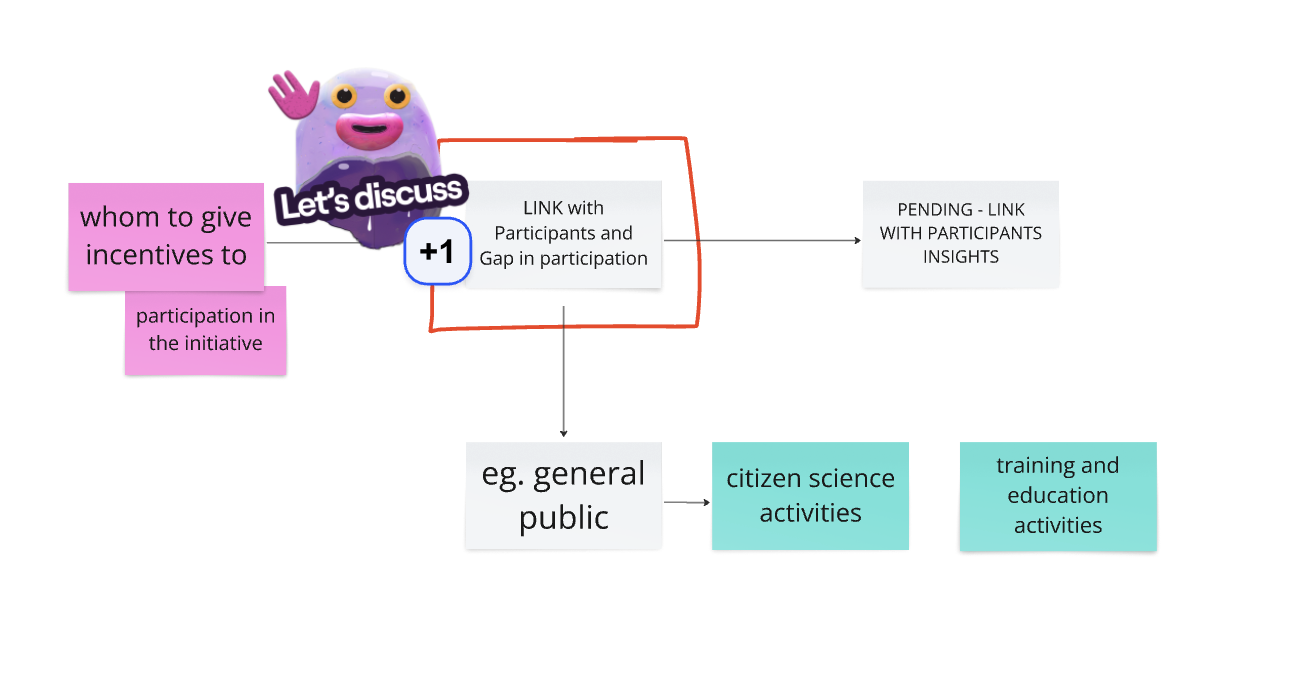 whom to give
incentives to
participation in
the initiative
Let's discuss
+1
LINK with
Participants and
Gap in participation
PENDING - LINK
WITH PARTICIPANTS
INSIGHTS
eg. general
public
citizen science
activities
training and
education
activities